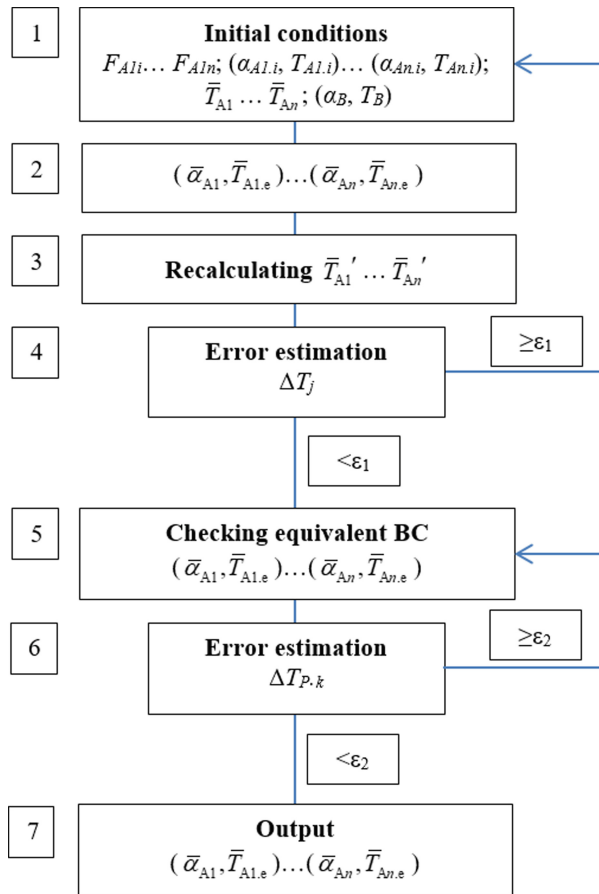 1
Initial conditions
F_{A1i}… F_{A1n}; (α_{A1.i}, T_{A1.i})… (α_{An.i}, T_{An.i});
T̄_{A1} … T̄_{An}; (α_B, T_B)
2
(ᾱ_{A1}, T̄_{A1.e})…(ᾱ_{An}, T̄_{An.e})
3
Recalculating T̄_{A1}′ … T̄_{An}′
4
Error estimation
ΔT_j
≥ε₁
<ε₁
5
Checking equivalent BC
(ᾱ_{A1}, T̄_{A1.e})…(ᾱ_{An}, T̄_{An.e})
6
Error estimation
ΔT_{P.k}
≥ε₂
<ε₂
7
Output
(ᾱ_{A1}, T̄_{A1.e})…(ᾱ_{An}, T̄_{An.e})